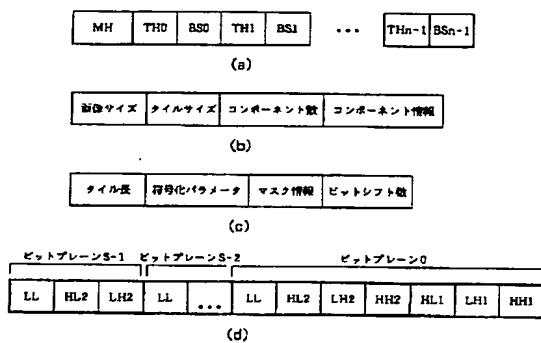 MH TH0 BS0 TH1 BS1 ... THn-1 BSn-1
(a)
画像サイズ タイルサイズ コンポーネント数 コンポーネント情報
(b)
タイル長 符号化パラメータ マスク情報 ビットシフト数
(c)
ビットプレーンS-1 ビットプレーンS-2 ビットプレーン0
LL HL2 LH2 LL ... LL HL2 LH2 HH2 HL1 LH1 HH1
(d)